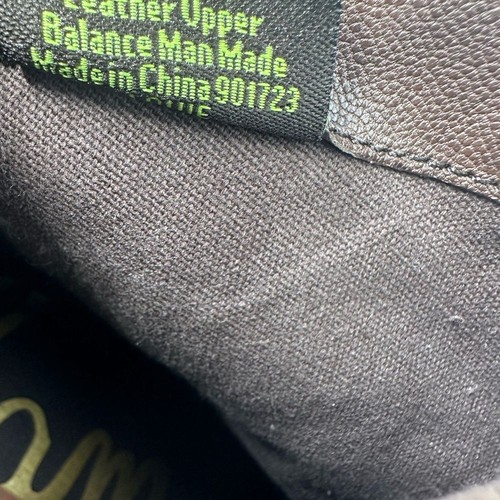 Leather Upper
Balance Man Made
Made in China 901723